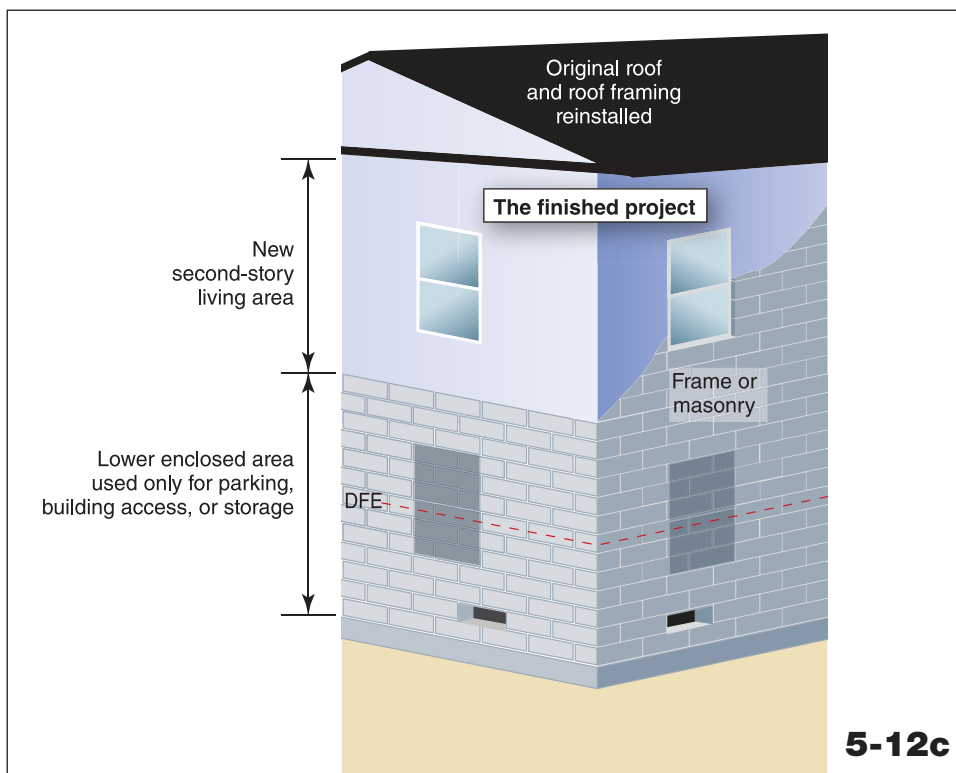 Original roof
and roof framing
reinstalled
The finished project
New
second-story
living area
Frame or
masonry
Lower enclosed area
used only for parking,
building access, or storage
DFE
5-12c